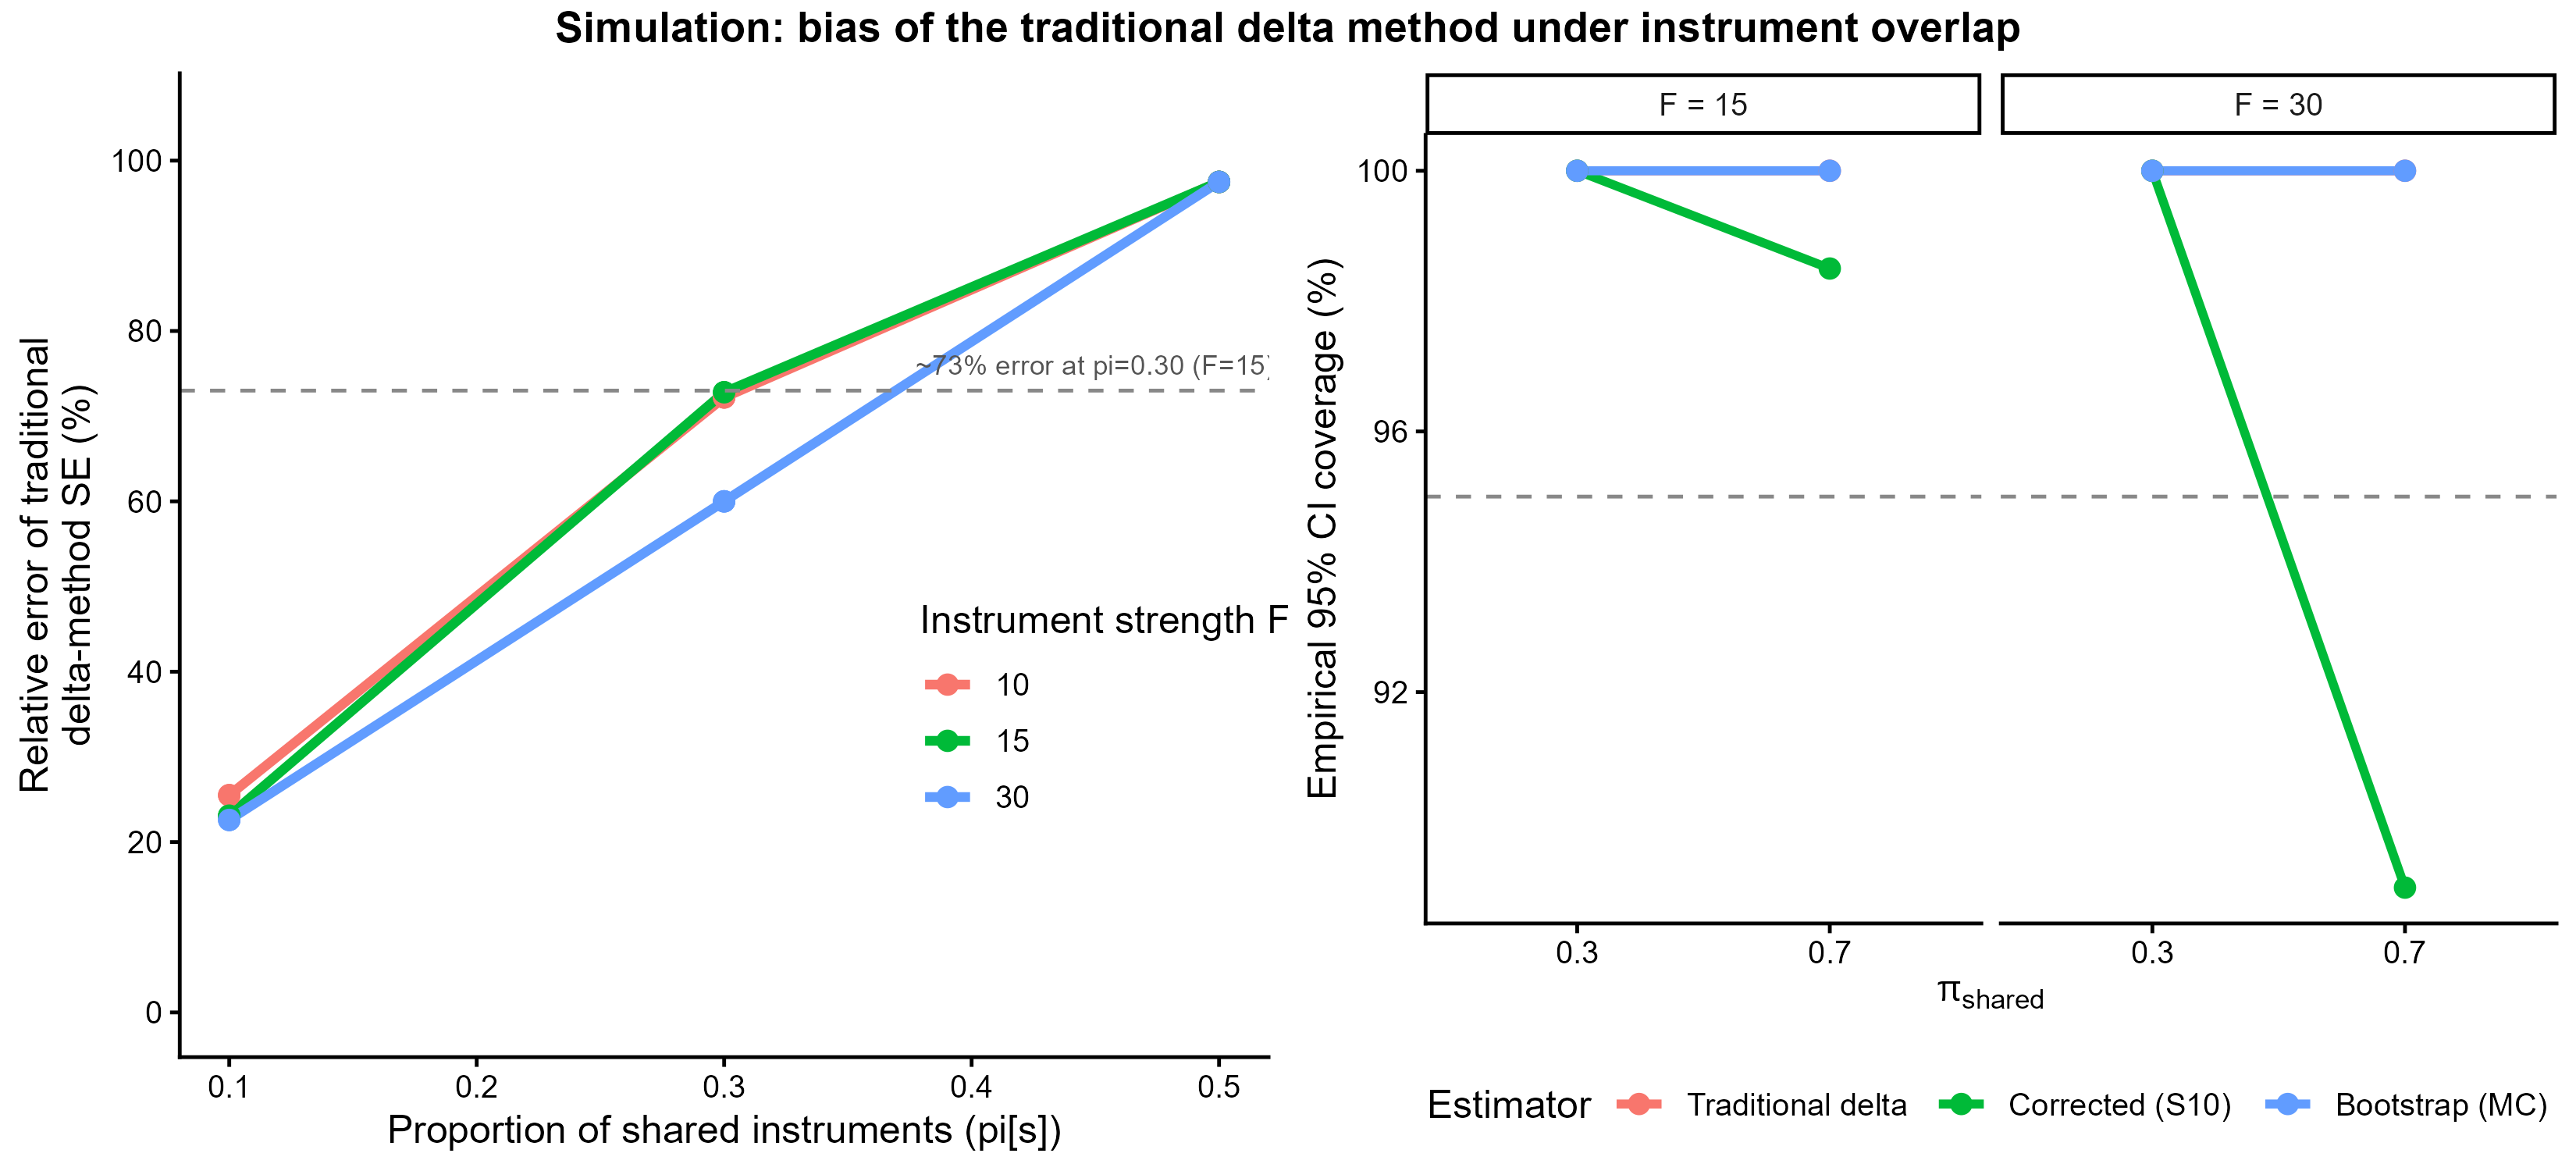 Simulation: bias of the traditional delta method under instrument overlap
Relative error of traditional
delta-method SE (%)
100
80
60
40
20
0
~73% error at pi=0.30 (F=15)
Instrument strength F
10
15
30
0.1
0.2
0.3
0.4
0.5
Proportion of shared instruments (pi[s])
F = 15
F = 30
Empirical 95% CI coverage (%)
100
96
92
0.3
0.7
0.3
0.7
πshared
Estimator
Traditional delta
Corrected (S10)
Bootstrap (MC)